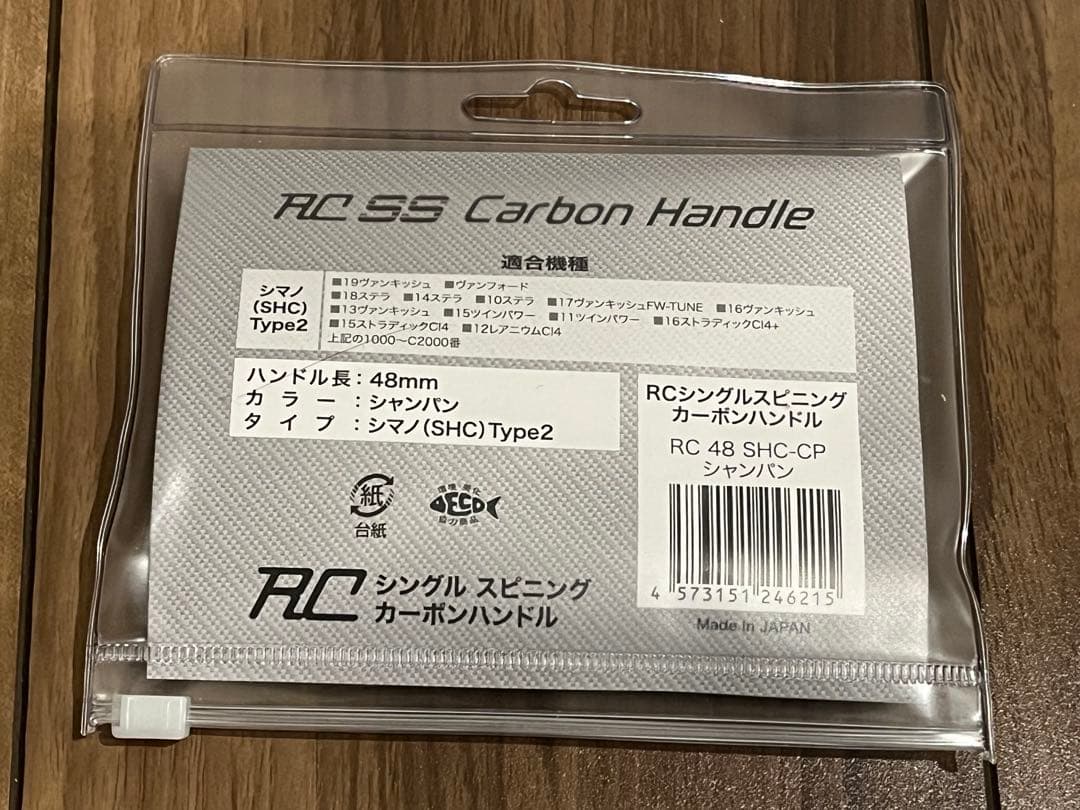 RC SS Carbon Handle
適合機種
シマノ
(SHC)
Type2
■19ヴァンキッシュ ■ヴァンフォード
■18ステラ ■14ステラ ■10ステラ ■17ヴァンキッシュFW-TUNE ■16ヴァンキッシュ
■13ヴァンキッシュ ■15ツインパワー ■11ツインパワー ■16ストラディックCI4+
■15ストラディックCI4 ■12レアニウムCI4
上記の1000〜C2000番
ハンドル長：48mm
カラー：シャンパン
タイプ：シマノ(SHC)Type2
RCシングルスピニング
カーボンハンドル
RC 48 SHC-CP
シャンパン
4 573151 246215
Made In JAPAN
紙
台紙
環境・美化
ECO
協力商品
RC シングル スピニング
カーボンハンドル